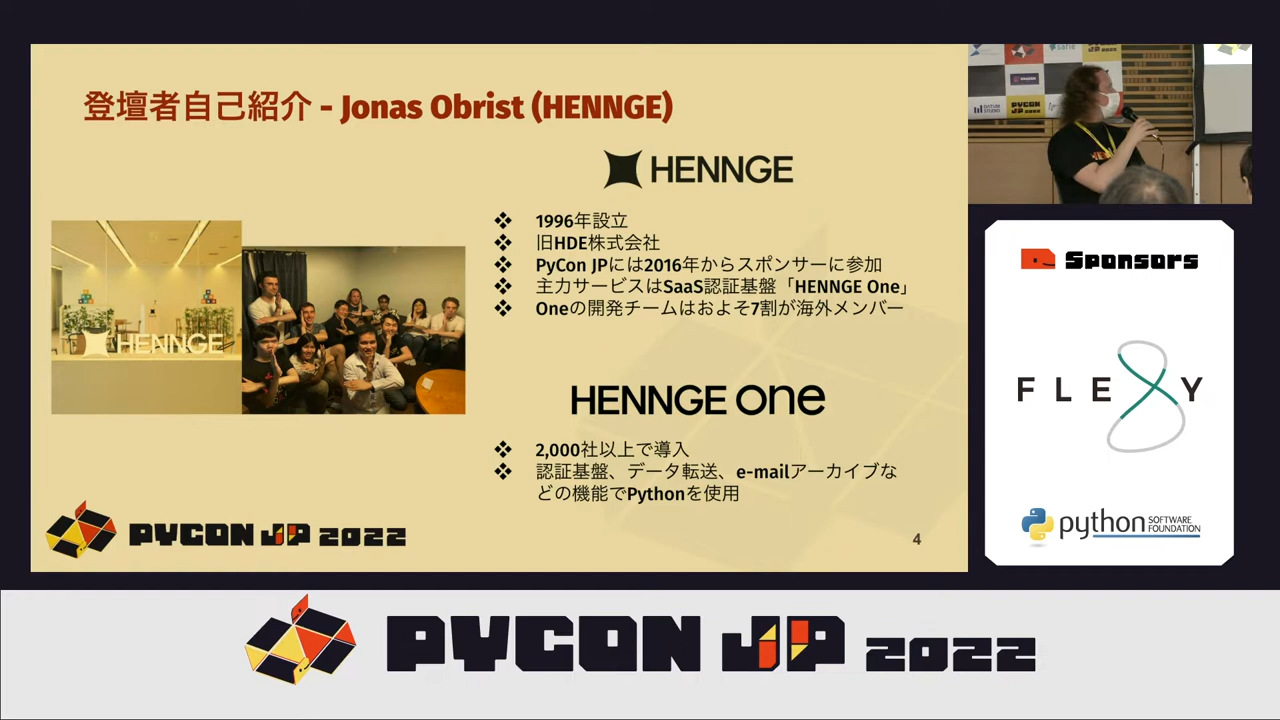 登壇者自己紹介 - Jonas Obrist (HENNGE)
HENNGE
❖ 1996年設立
❖ 旧HDE株式会社
❖ PyCon JPには2016年からスポンサーに参加
❖ 主力サービスはSaaS認証基盤「HENNGE One」
❖ Oneの開発チームはおよそ7割が海外メンバー
HENNGE
HENNGE one
❖ 2,000社以上で導入
❖ 認証基盤、データ転送、e-mailアーカイブな
どの機能でPythonを使用
PYCON JP 2022
4
PYCON JP 2022
Sponsors
FLEXY
python SOFTWARE
FOUNDATION
PYCON JP 2022